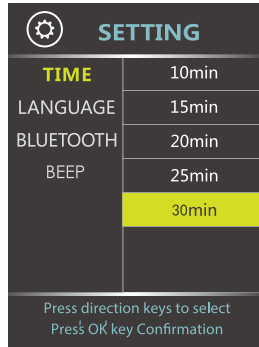 SETTING
TIME
LANGUAGE
BLUETOOTH
BEEP
10min
15min
20min
25min
30min
Press direction keys to select
Press OK key Confirmation